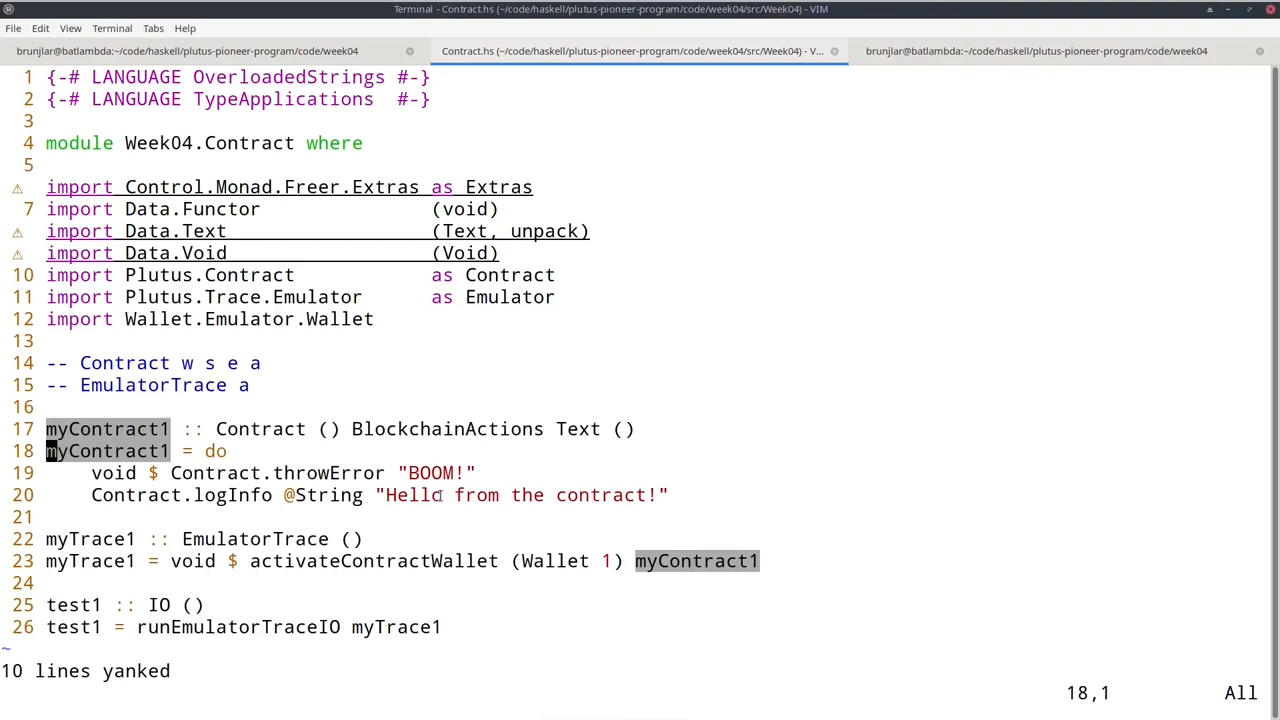 Terminal - Contract.hs (~/code/haskell/plutus-pioneer-program/code/week04/src/Week04) - VIM
File Edit View Terminal Tabs Help
brunjlar@batlambda:~/code/haskell/plutus-pioneer-program/code/week04 Contract.hs (~/code/haskell/plutus-pioneer-program/code/week04/src/Week04) - V... brunjlar@batlambda:~/code/haskell/plutus-pioneer-program/code/week04
1 {-# LANGUAGE OverloadedStrings #-}
2 {-# LANGUAGE TypeApplications  #-}
3
4 module Week04.Contract where
5
⚠ import Control.Monad.Freer.Extras as Extras
7 import Data.Functor               (void)
⚠ import Data.Text                  (Text, unpack)
⚠ import Data.Void                  (Void)
10 import Plutus.Contract            as Contract
11 import Plutus.Trace.Emulator      as Emulator
12 import Wallet.Emulator.Wallet
13
14 -- Contract w s e a
15 -- EmulatorTrace a
16
17 myContract1 :: Contract () BlockchainActions Text ()
18 myContract1 = do
19     void $ Contract.throwError "BOOM!"
20     Contract.logInfo @String "Hello from the contract!"
21
22 myTrace1 :: EmulatorTrace ()
23 myTrace1 = void $ activateContractWallet (Wallet 1) myContract1
24
25 test1 :: IO ()
26 test1 = runEmulatorTraceIO myTrace1
~
10 lines yanked
18,1 All